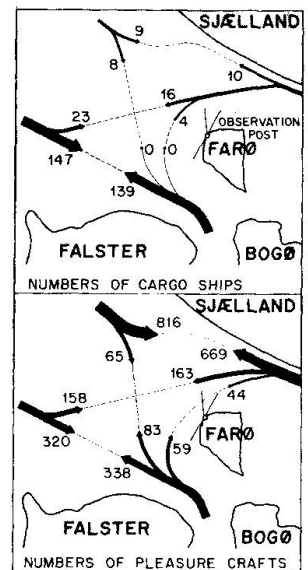 SJÆLLAND
9
8
10
16
4
23
OBSERVATION
POST
FARØ
147
0
0
139
FALSTER
BOGØ
NUMBERS OF CARGO SHIPS
SJÆLLAND
816
65
669
163
158
44
FARØ
320
83
59
338
FALSTER
BOGØ
NUMBERS OF PLEASURE CRAFTS